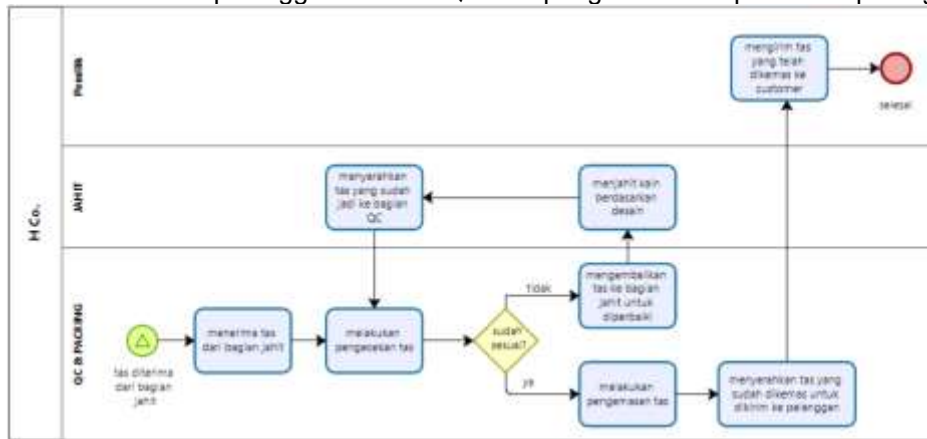 H Co.
Pemilik
JAHIT
QC & PACKING
mengirim tas
yang telah
dikemas ke
customer
selesai
menyerahkan
tas yang sudah
jadi ke bagian
QC
menjahit kain
berdasarkan
desain
tas diterima
dari bagian
jahit
menerima tas
dari bagian jahit
melakukan
pengecekan tas
sudah
sesuai?
tidak
mengembalikan
tas ke bagian
jahit untuk
diperbaiki
ya
melakukan
pengemasan tas
menyerahkan tas yang
sudah dikemas untuk
dikirim ke pelanggan